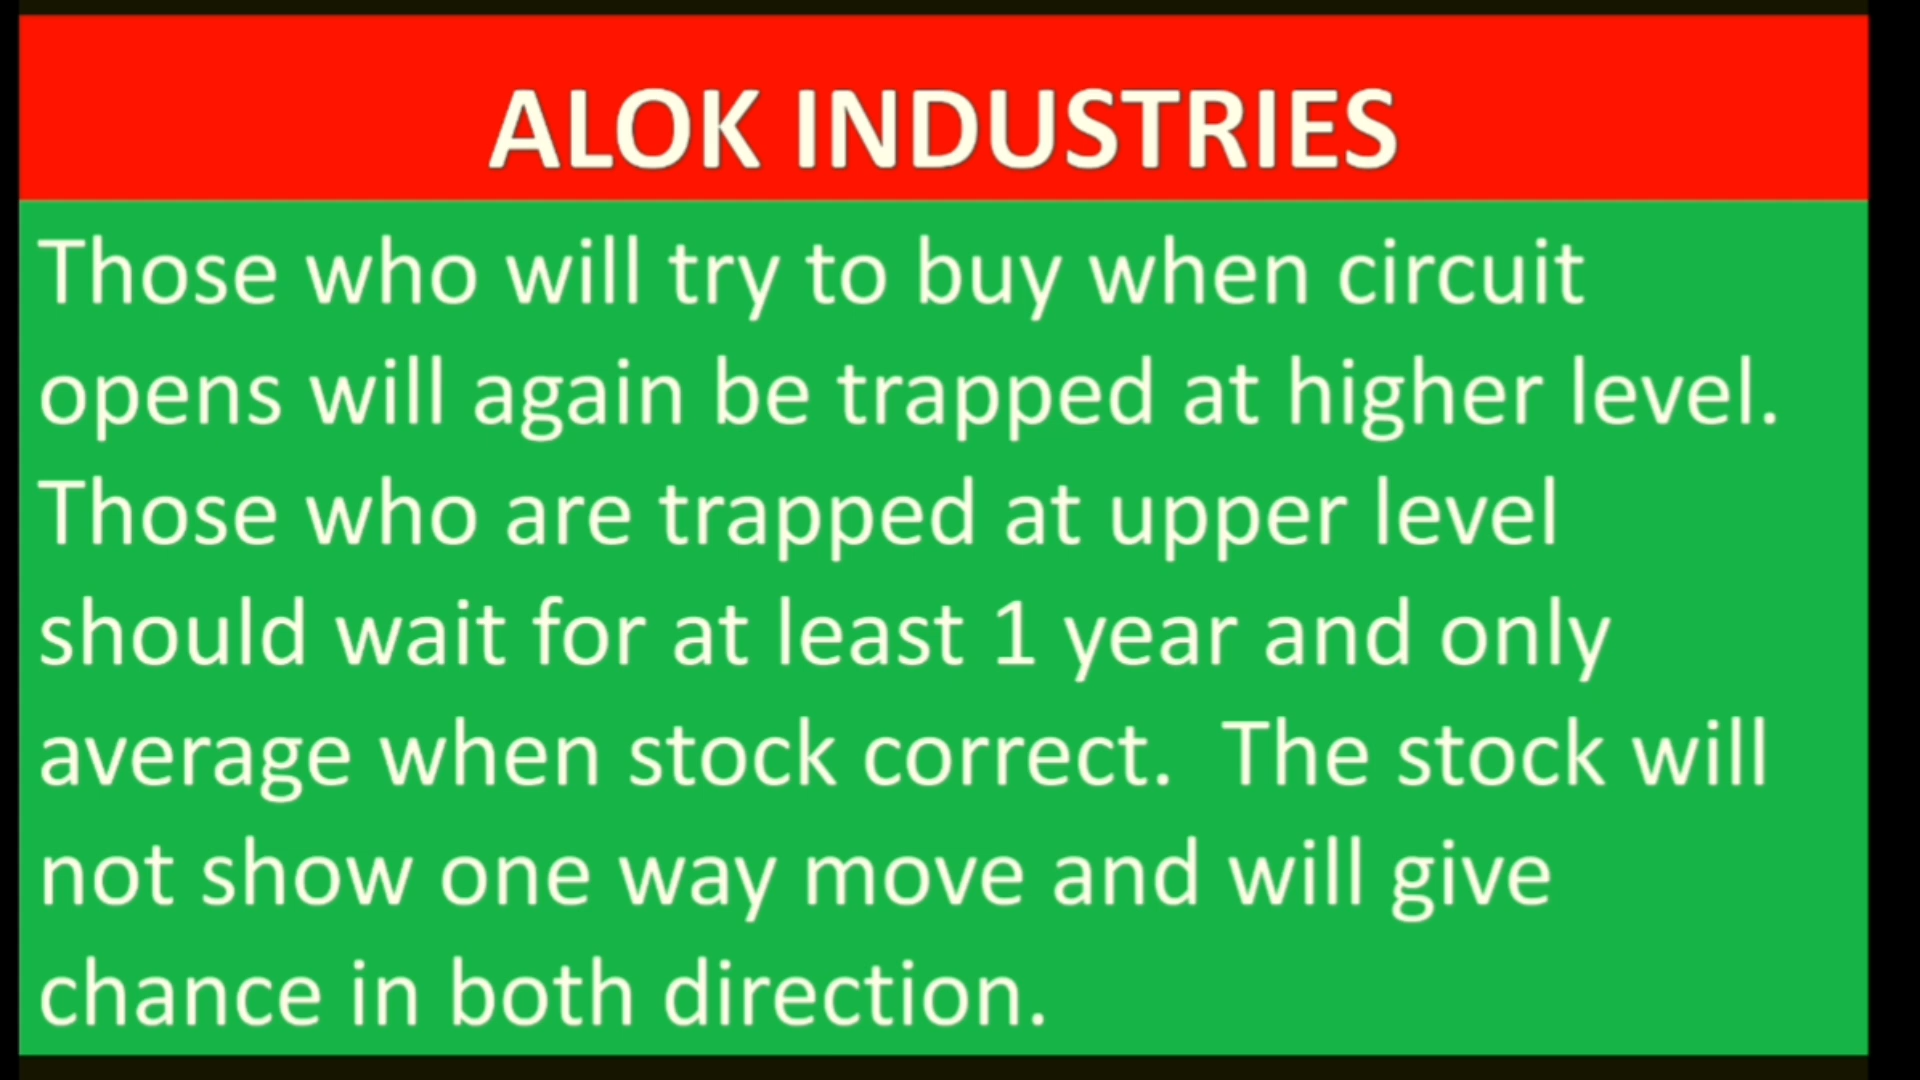 ALOK INDUSTRIES
Those who will try to buy when circuit
opens will again be trapped at higher level.
Those who are trapped at upper level
should wait for at least 1 year and only
average when stock correct.  The stock will
not show one way move and will give
chance in both direction.